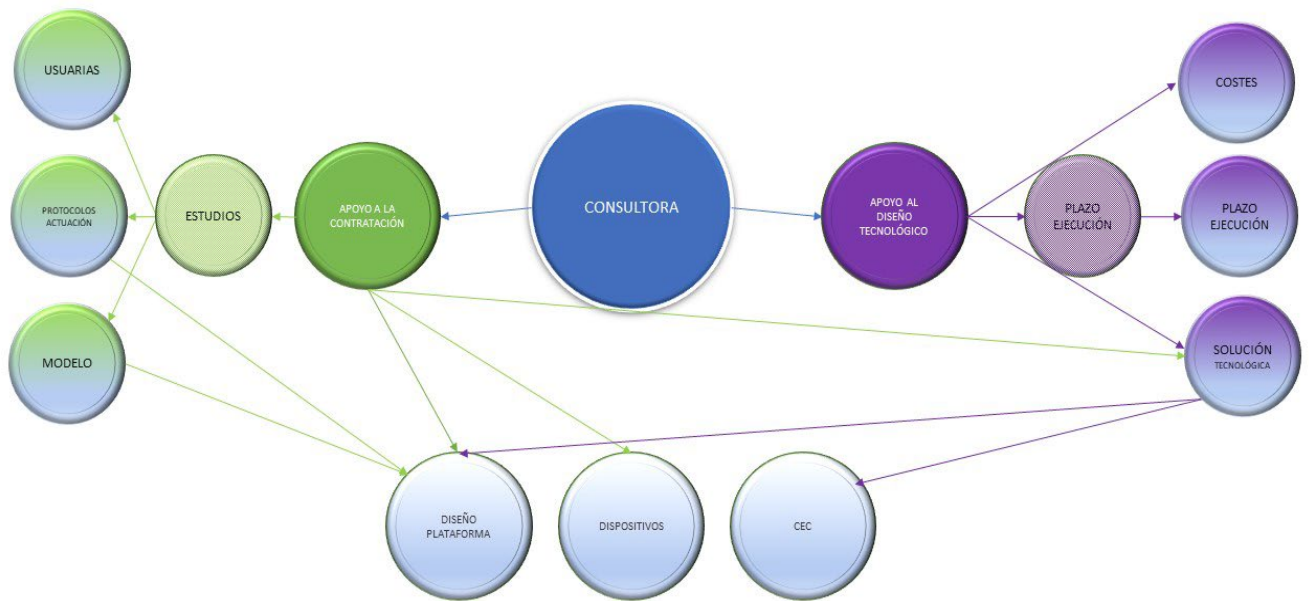 USUARIAS
COSTES
PROTOCOLOS
ACTUACIÓN
ESTUDIOS
APOYO A LA
CONTRATACIÓN
CONSULTORA
APOYO AL
DISEÑO
TECNOLÓGICO
PLAZO
EJECUCIÓN
PLAZO
EJECUCIÓN
MODELO
SOLUCIÓN
TECNOLÓGICA
DISEÑO
PLATAFORMA
DISPOSITIVOS
CEC